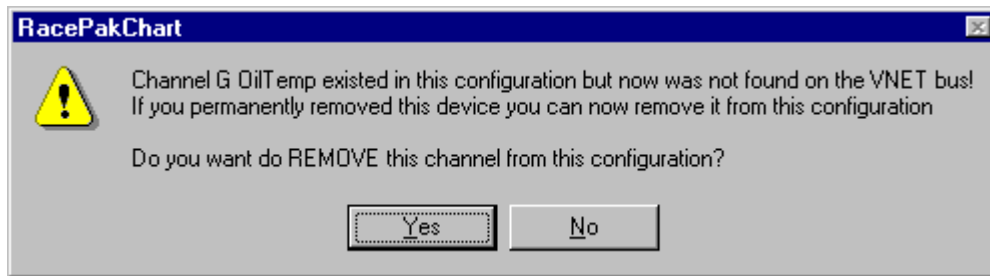 RacePakChart
Channel G OilTemp existed in this configuration but now was not found on the VNET bus!
If you permanently removed this device you can now remove it from this configuration
Do you want do REMOVE this channel from this configuration?
Yes
No